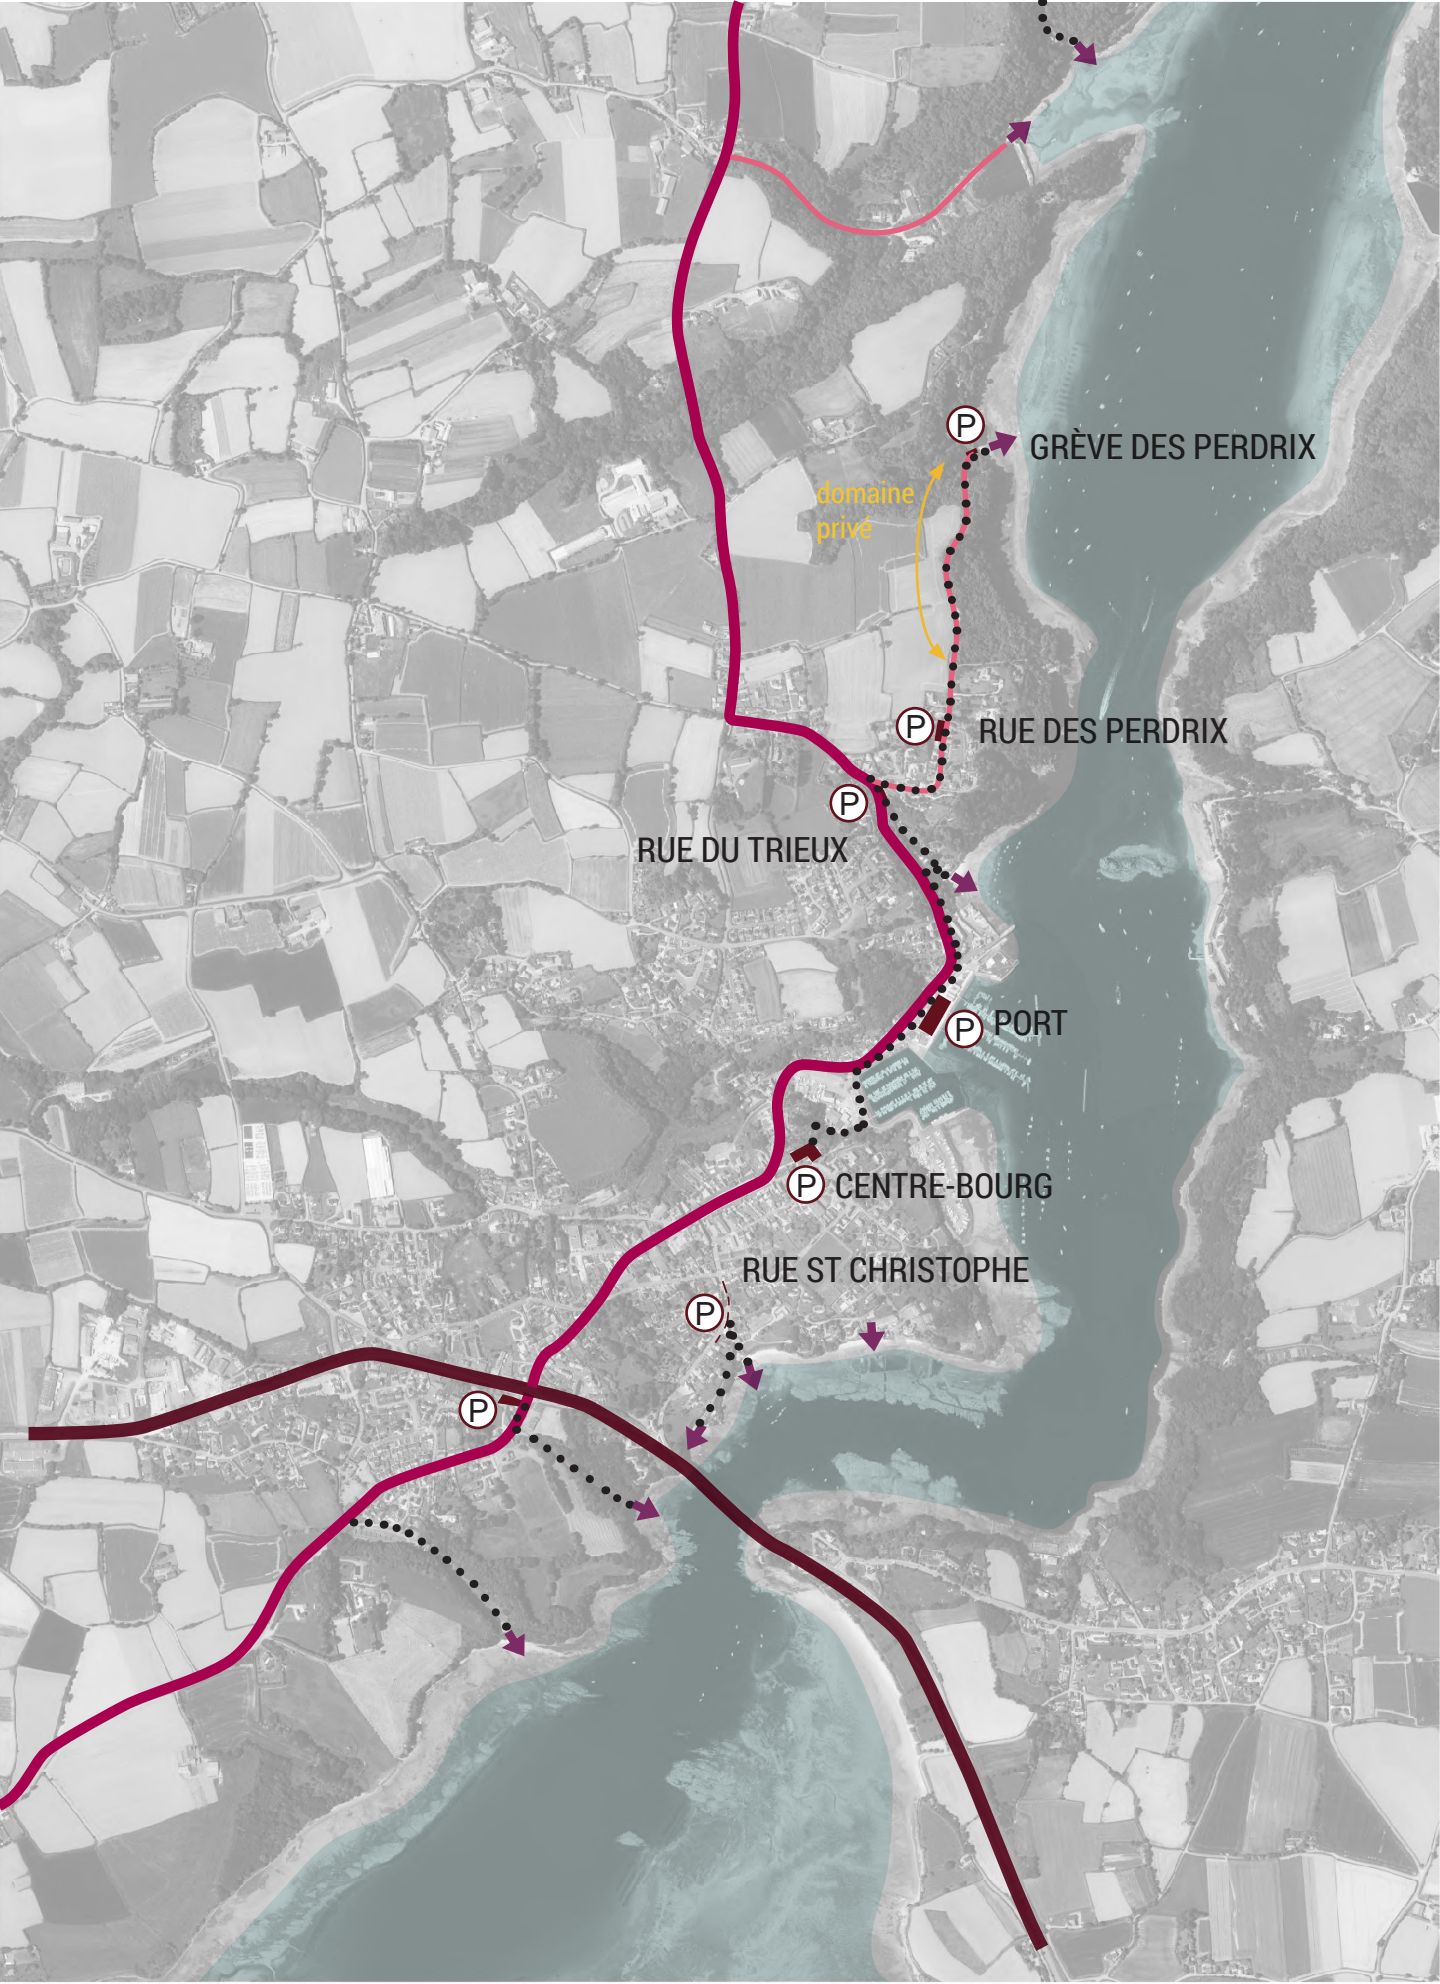 P
GRÈVE DES PERDRIX
domaine
privé
P
RUE DES PERDRIX
P
RUE DU TRIEUX
P
PORT
P
CENTRE-BOURG
RUE ST CHRISTOPHE
P
P